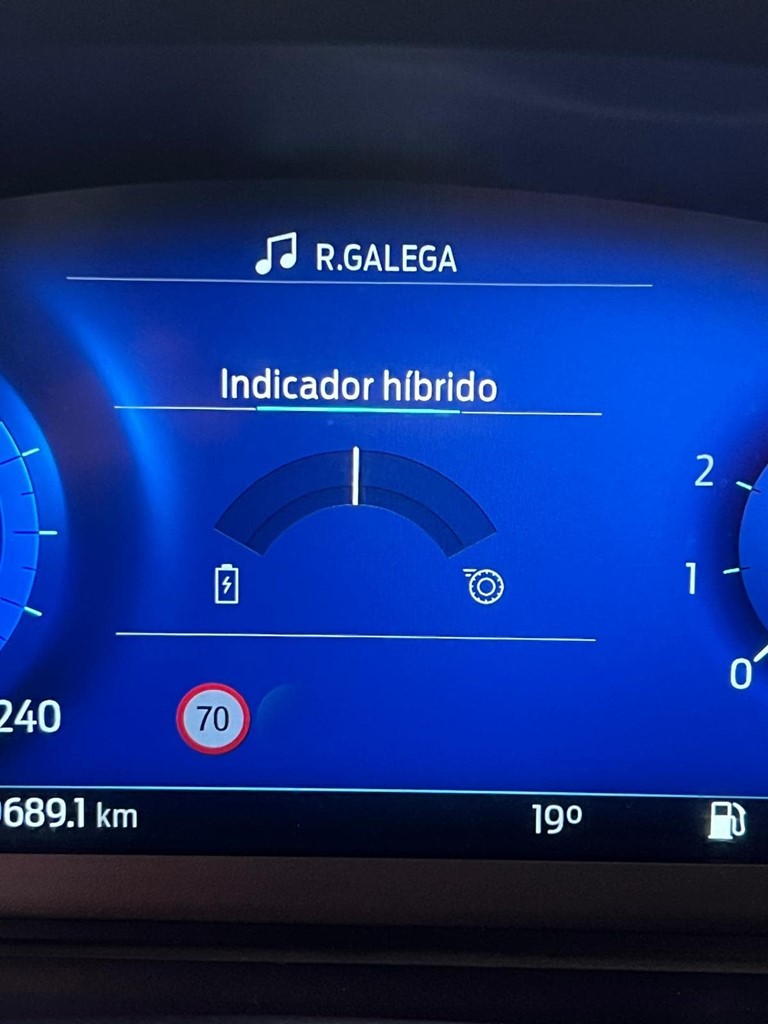 R.GALEGA
Indicador híbrido
2
1
0
240
70
689.1 km
19º